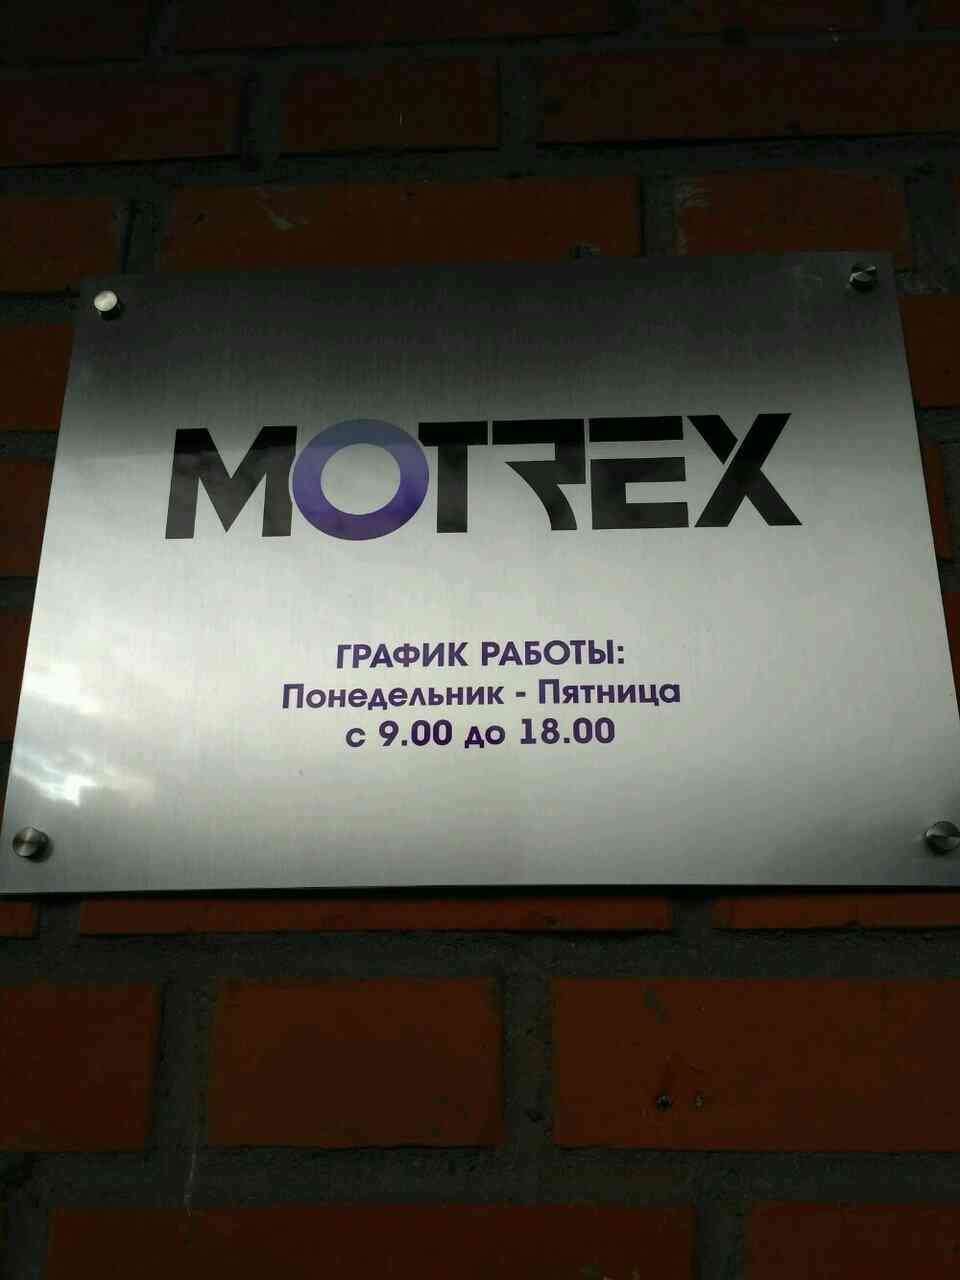 MOTREX
ГРАФИК РАБОТЫ:
Понедельник - Пятница
с 9.00 до 18.00